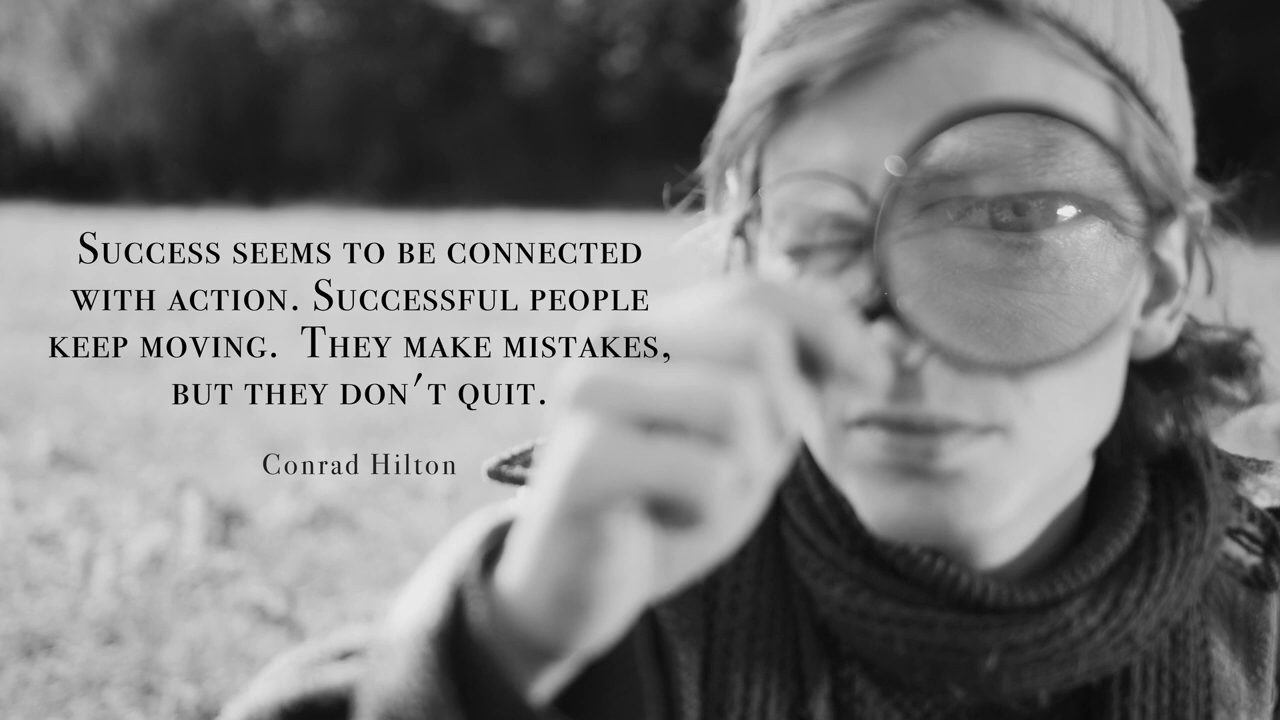 Success seems to be connected
with action. Successful people
keep moving.  They make mistakes,
but they don't quit.
Conrad Hilton